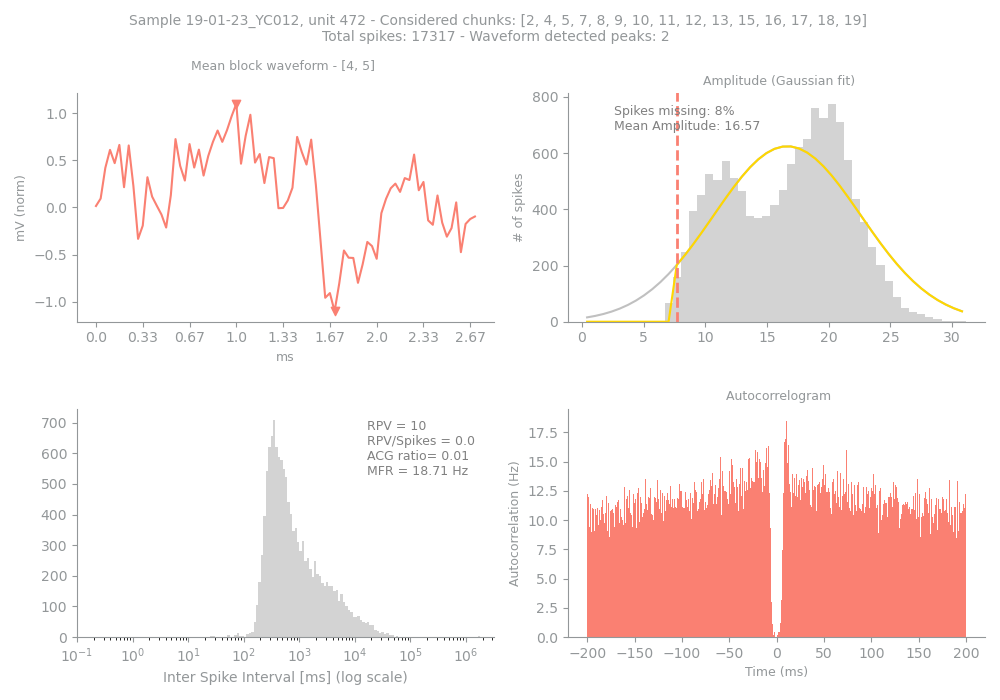 Sample 19-01-23_YC012, unit 472 - Considered chunks: [2, 4, 5, 7, 8, 9, 10, 11, 12, 13, 15, 16, 17, 18, 19]
Total spikes: 17317 - Waveform detected peaks: 2
Mean block waveform - [4, 5]
mV (norm)
1.0
0.5
0.0
−0.5
−1.0
0.0 0.33 0.67 1.0 1.33 1.67 2.0 2.33 2.67
ms
Amplitude (Gaussian fit)
Spikes missing: 8%
Mean Amplitude: 16.57
# of spikes
800
600
400
200
0
0 5 10 15 20 25 30
RPV = 10
RPV/Spikes = 0.0
ACG ratio= 0.01
MFR = 18.71 Hz
700
600
500
400
300
200
100
0
10⁻¹ 10⁰ 10¹ 10² 10³ 10⁴ 10⁵ 10⁶
Inter Spike Interval [ms] (log scale)
Autocorrelogram
Autocorrelation (Hz)
17.5
15.0
12.5
10.0
7.5
5.0
2.5
0.0
−200 −150 −100 −50 0 50 100 150 200
Time (ms)